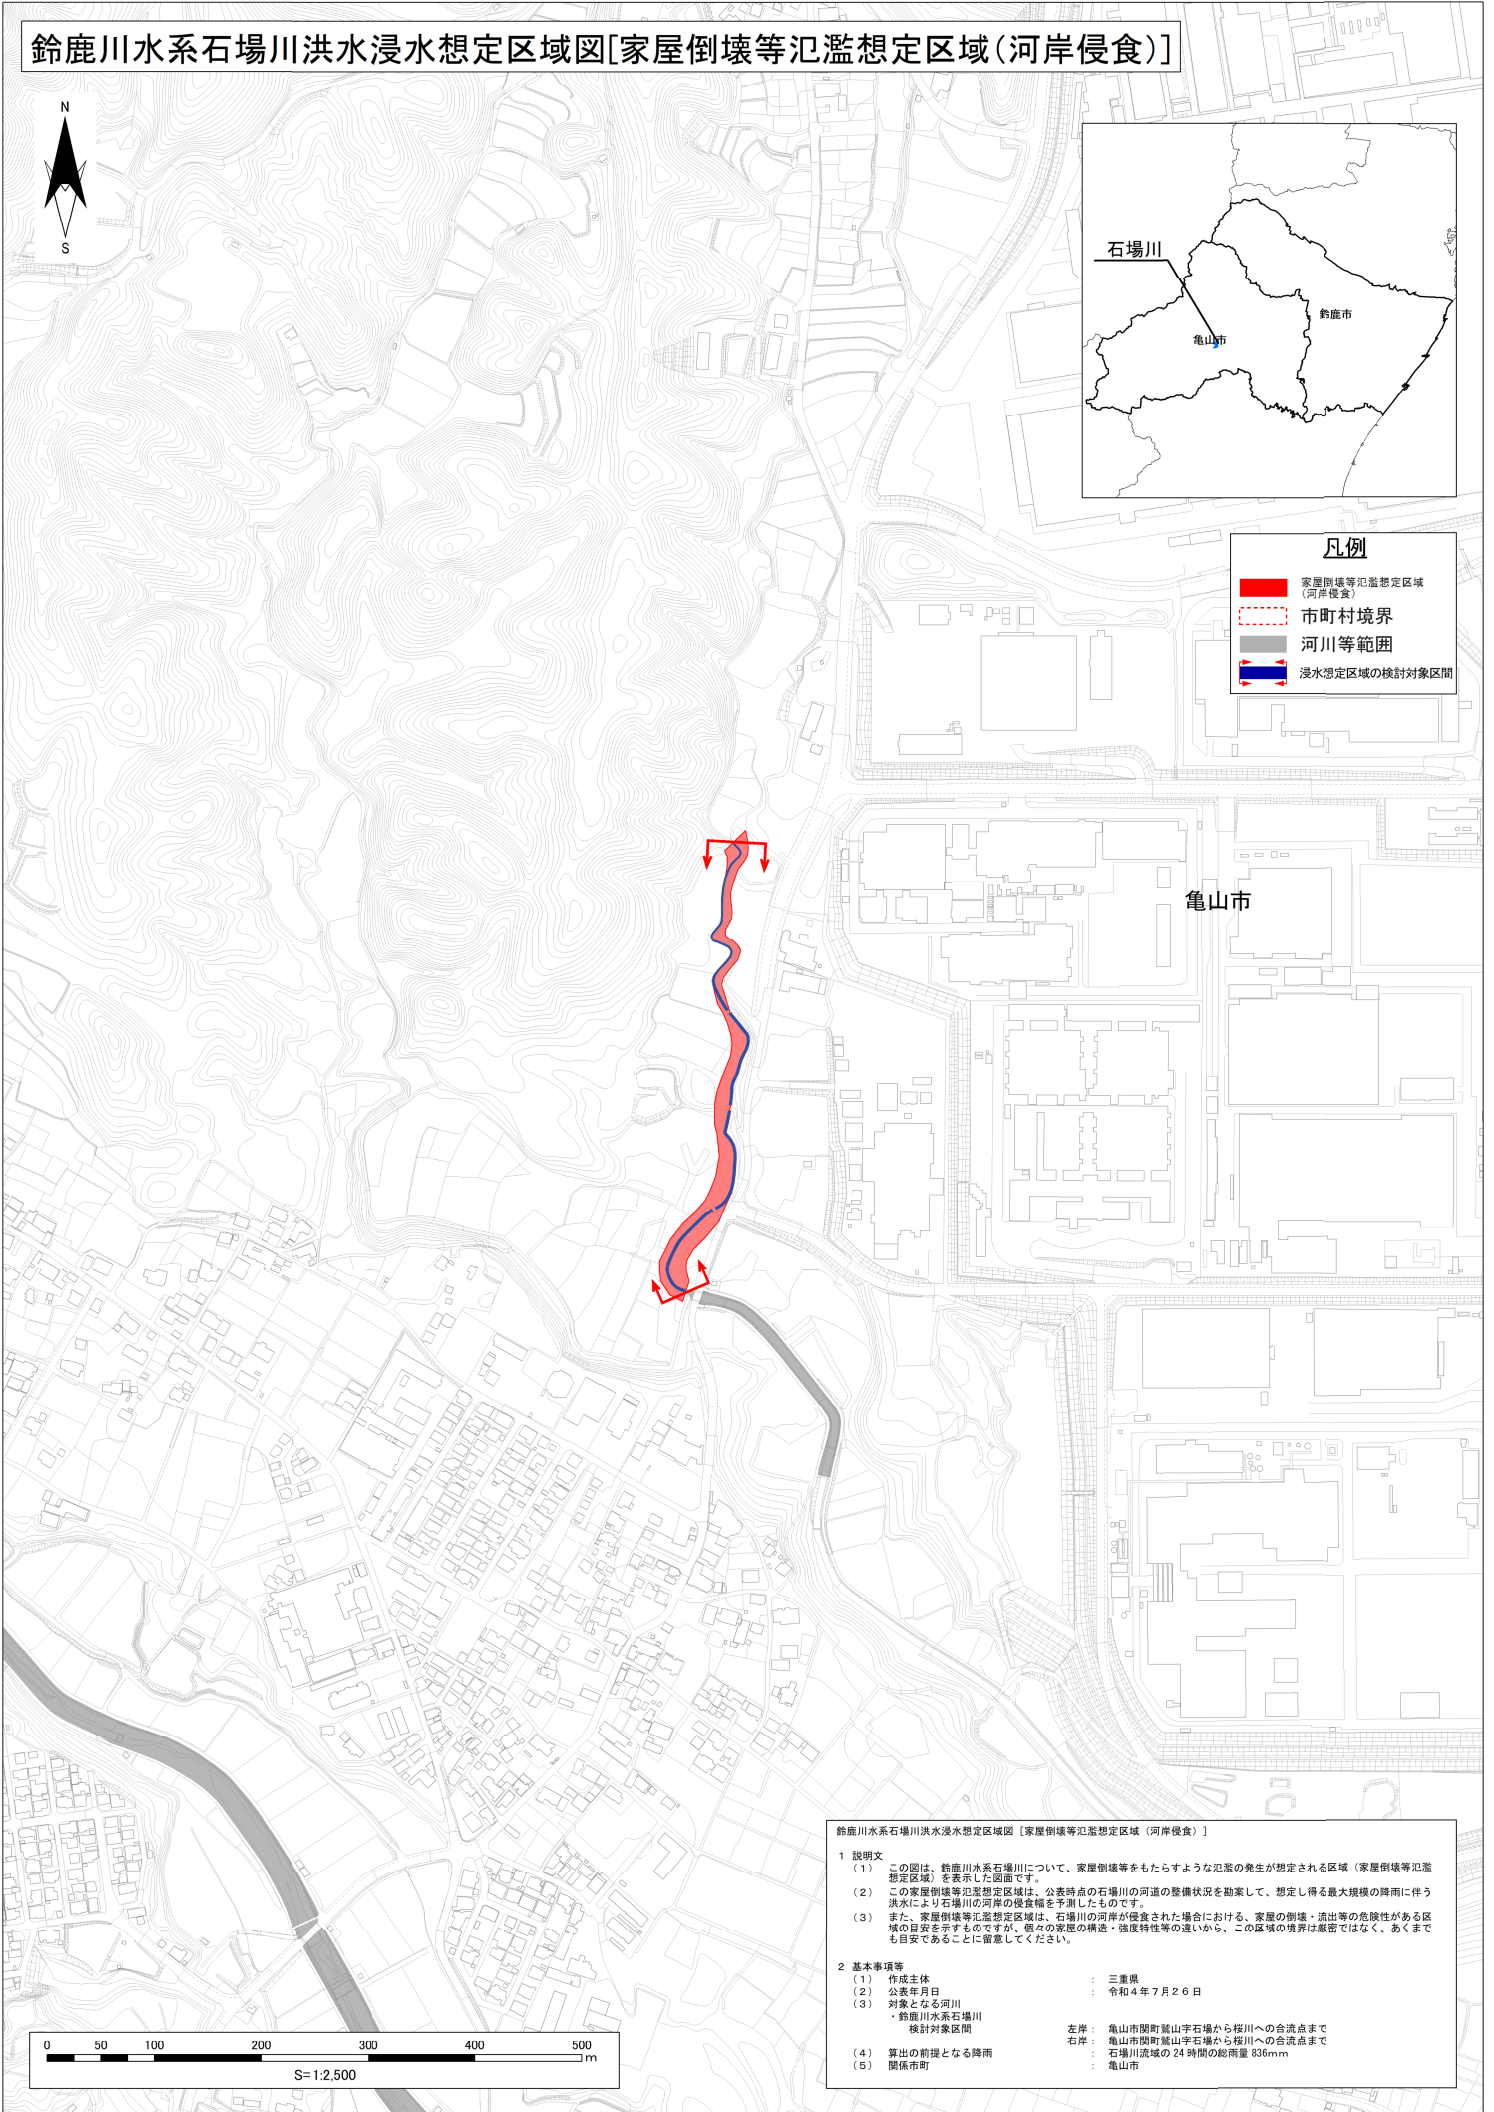 鈴鹿川水系石場川洪水浸水想定区域図[家屋倒壊等氾濫想定区域(河岸侵食)]
N
S
石場川
鈴鹿市
亀山市
凡例
家屋倒壊等氾濫想定区域
(河岸侵食)
市町村境界
河川等範囲
浸水想定区域の検討対象区間
亀山市
鈴鹿川水系石場川洪水浸水想定区域図［家屋倒壊等氾濫想定区域（河岸侵食）］
1 説明文
（１） この図は、鈴鹿川水系石場川について、家屋倒壊等をもたらすような氾濫の発生が想定される区域（家屋倒壊等氾濫
想定区域）を表示した図面です。
（２） この家屋倒壊等氾濫想定区域は、公表時点の石場川の河道の整備状況を勘案して、想定し得る最大規模の降雨に伴う
洪水により石場川の河岸の侵食幅を予測したものです。
（３） また、家屋倒壊等氾濫想定区域は、石場川の河岸が侵食された場合における、家屋の倒壊・流出等の危険性がある区
域の目安を示すものですが、個々の家屋の構造・強度特性等の違いから、この区域の境界は厳密ではなく、あくまで
も目安であることに留意してください。
2 基本事項等
（１） 作成主体 ： 三重県
（２） 公表年月日 ： 令和４年７月２６日
（３） 対象となる河川
・鈴鹿川水系石場川
検討対象区間 左岸： 亀山市関町鷲山字石場から桜川への合流点まで
右岸： 亀山市関町鷲山字石場から桜川への合流点まで
（４） 算出の前提となる降雨 ： 石場川流域の 24 時間の総雨量 836mm
（５） 関係市町 ： 亀山市
0 50 100 200 300 400 500
m
S=1:2,500